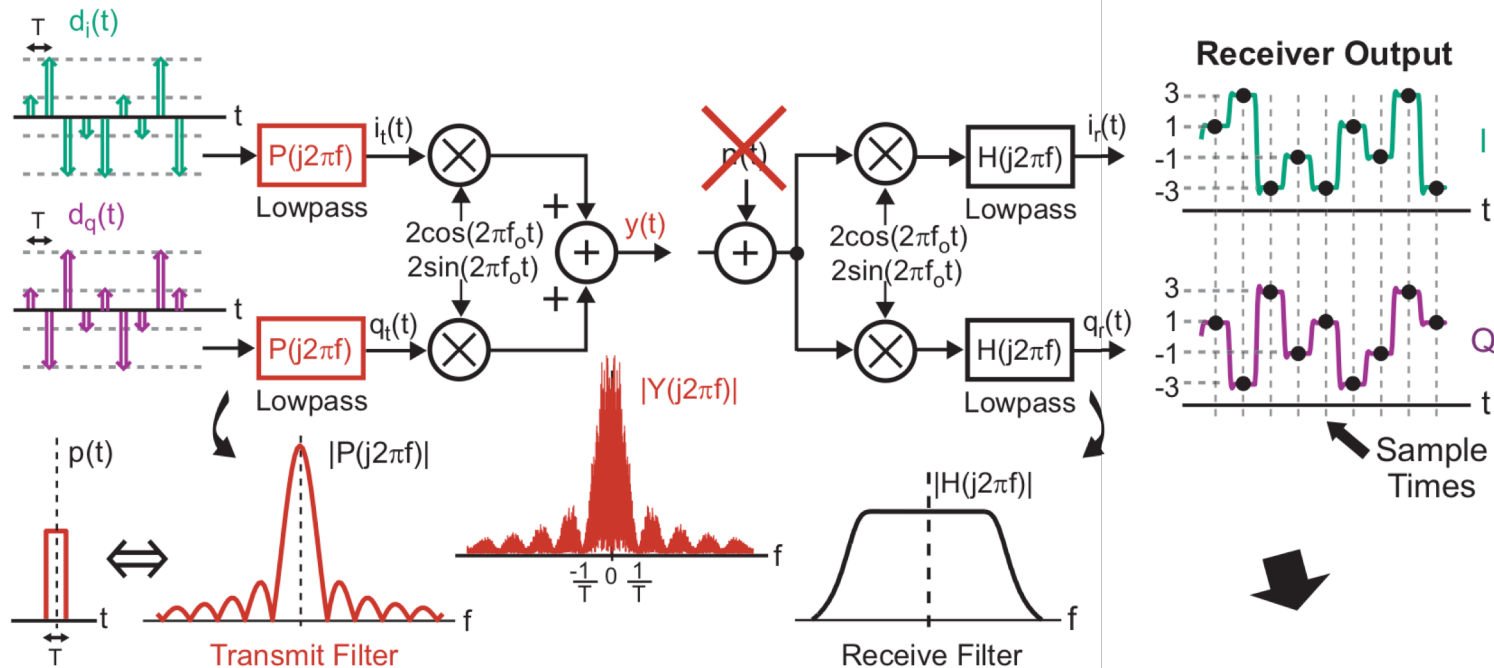 T
d_i(t)
t
P(j2πf)
Lowpass
i_t(t)
2cos(2πf_ot)
2sin(2πf_ot)
+
+
+
y(t)
d_q(t)
T
t
P(j2πf)
Lowpass
q_t(t)
n(t)
+
2cos(2πf_ot)
2sin(2πf_ot)
H(j2πf)
Lowpass
i_r(t)
H(j2πf)
Lowpass
q_r(t)
Receiver Output
3
1
-1
-3
I
t
3
1
-1
-3
Q
t
Sample
Times
p(t)
t
T
|P(j2πf)|
f
Transmit Filter
|Y(j2πf)|
f
-1/T 0 1/T
|H(j2πf)|
f
Receive Filter